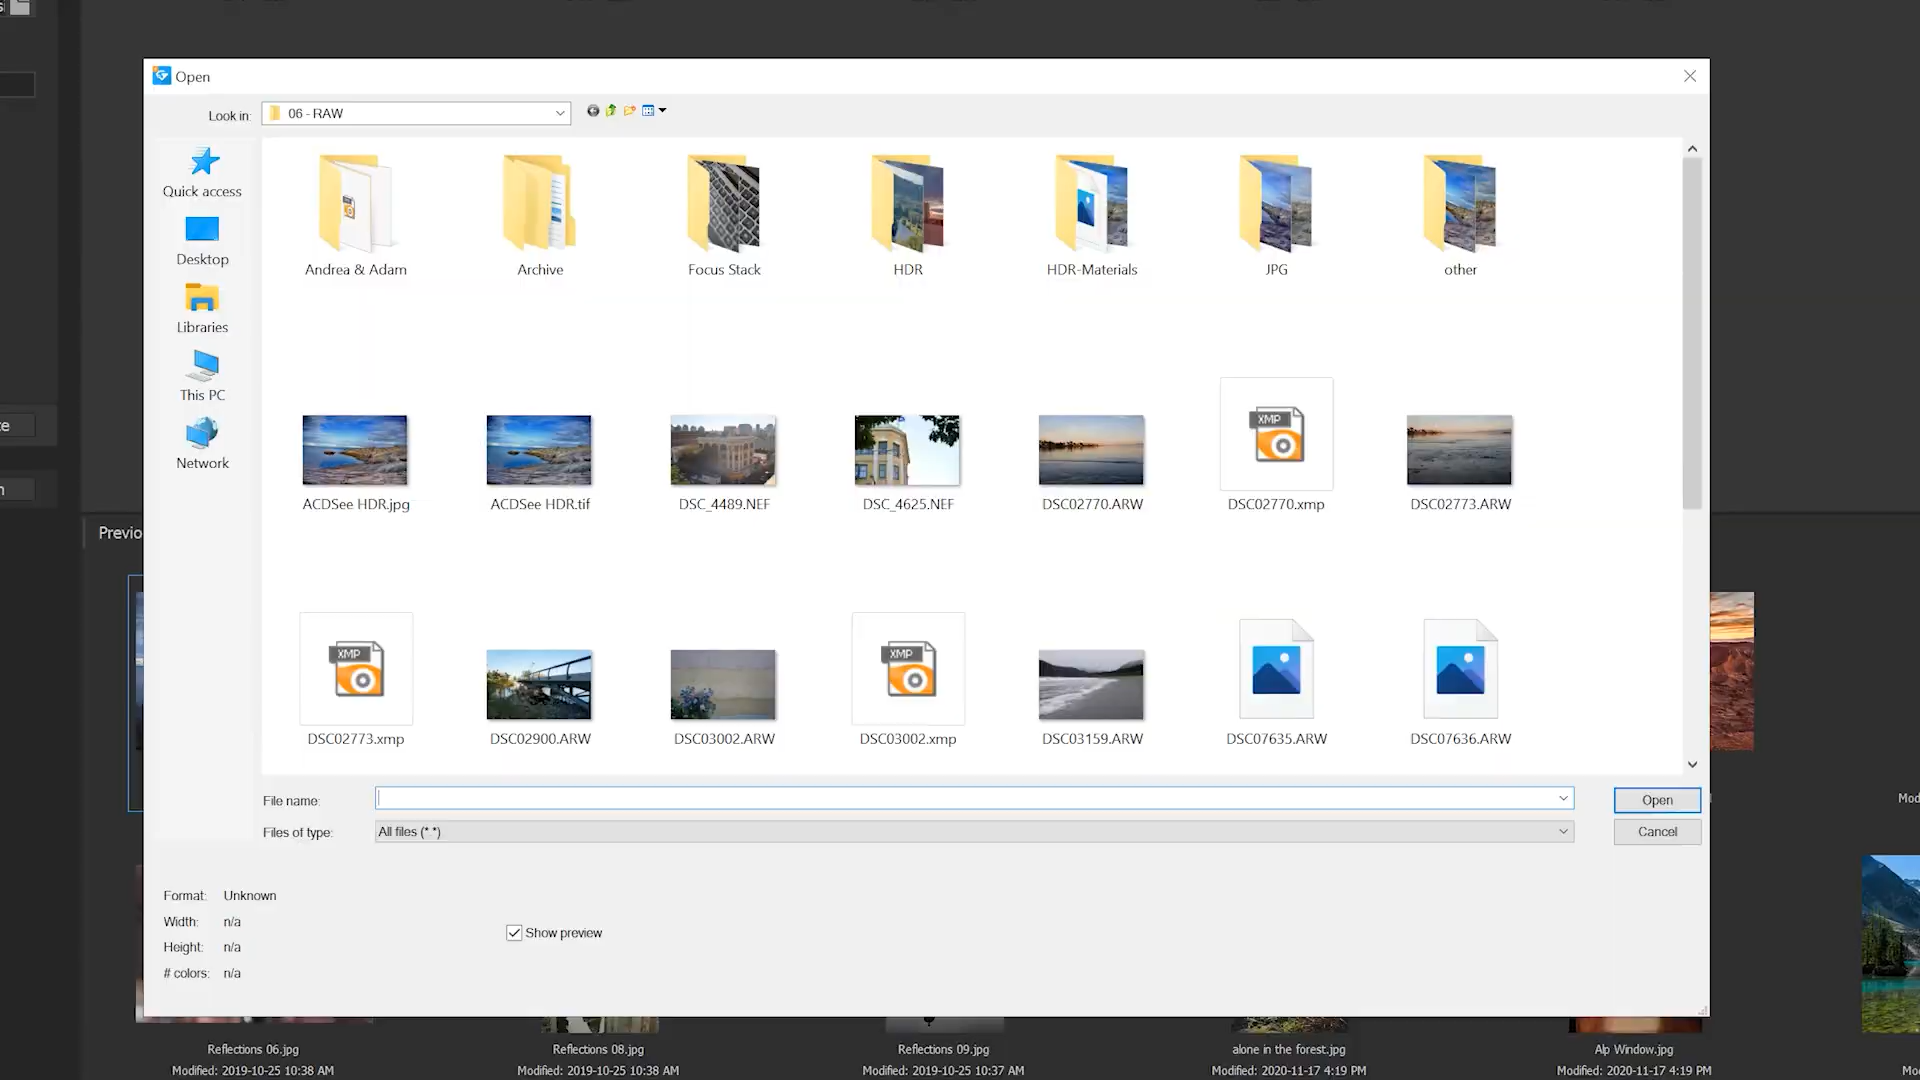 Open
Look in:
06 - RAW
Quick access
Desktop
Libraries
This PC
Network
Andrea & Adam
Archive
Focus Stack
HDR
HDR-Materials
JPG
other
XMP
ACDSee HDR.jpg
ACDSee HDR.tif
DSC_4489.NEF
DSC_4625.NEF
DSC02770.ARW
DSC02770.xmp
DSC02773.ARW
XMP
XMP
DSC02773.xmp
DSC02900.ARW
DSC03002.ARW
DSC03002.xmp
DSC03159.ARW
DSC07635.ARW
DSC07636.ARW
File name:
Open
Files of type:
All files (*.*)
Cancel
Format: Unknown
Width: n/a
Height: n/a
# colors: n/a
Show preview
Previo
Mod
Reflections 06.jpg
Modified: 2019-10-25 10:38 AM
Reflections 08.jpg
Modified: 2019-10-25 10:38 AM
Reflections 09.jpg
Modified: 2019-10-25 10:37 AM
alone in the forest.jpg
Modified: 2020-11-17 4:19 PM
Alp Window.jpg
Modified: 2020-11-17 4:19 PM
Mo